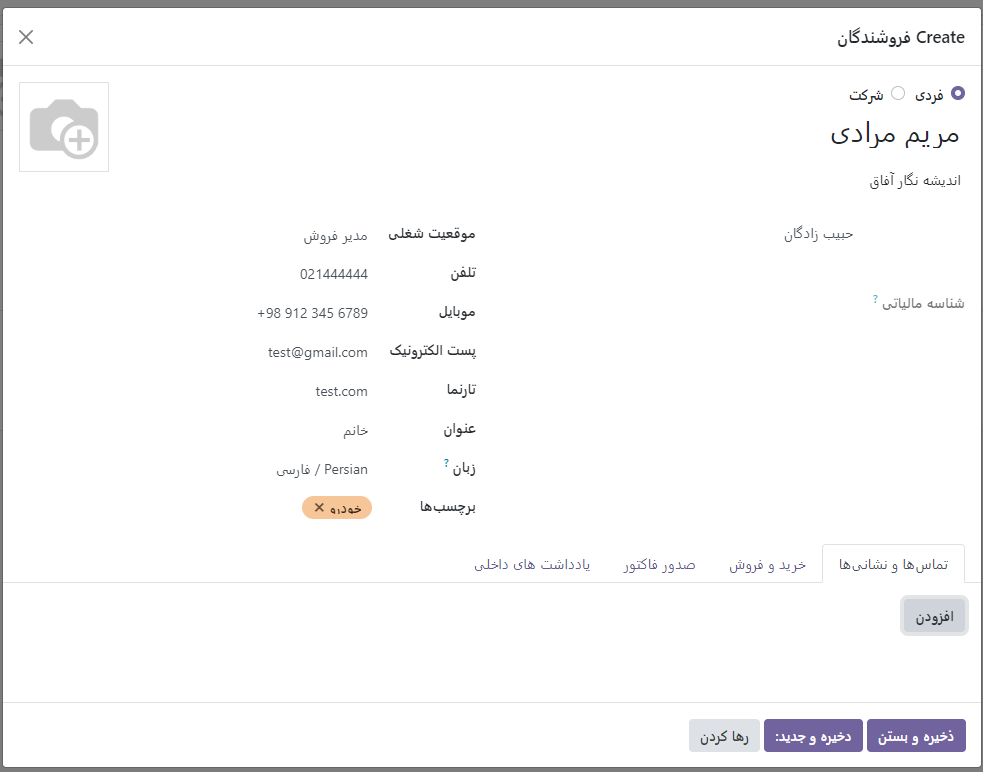 Create فروشندگان
فردی شرکت
مریم مرادی
اندیشه نگار آفاق
حبیب زادگان
شناسه مالیاتی ?
موقعیت شغلی مدیر فروش
تلفن 021444444
موبایل +98 912 345 6789
پست الکترونیک test@gmail.com
تارنما test.com
عنوان خانم
زبان ? Persian / فارسی
برچسب‌ها خودرو ×
تماس‌ها و نشانی‌ها خرید و فروش صدور فاکتور یادداشت های داخلی
افزودن
ذخیره و بستن دخیره و جدید: رها کردن